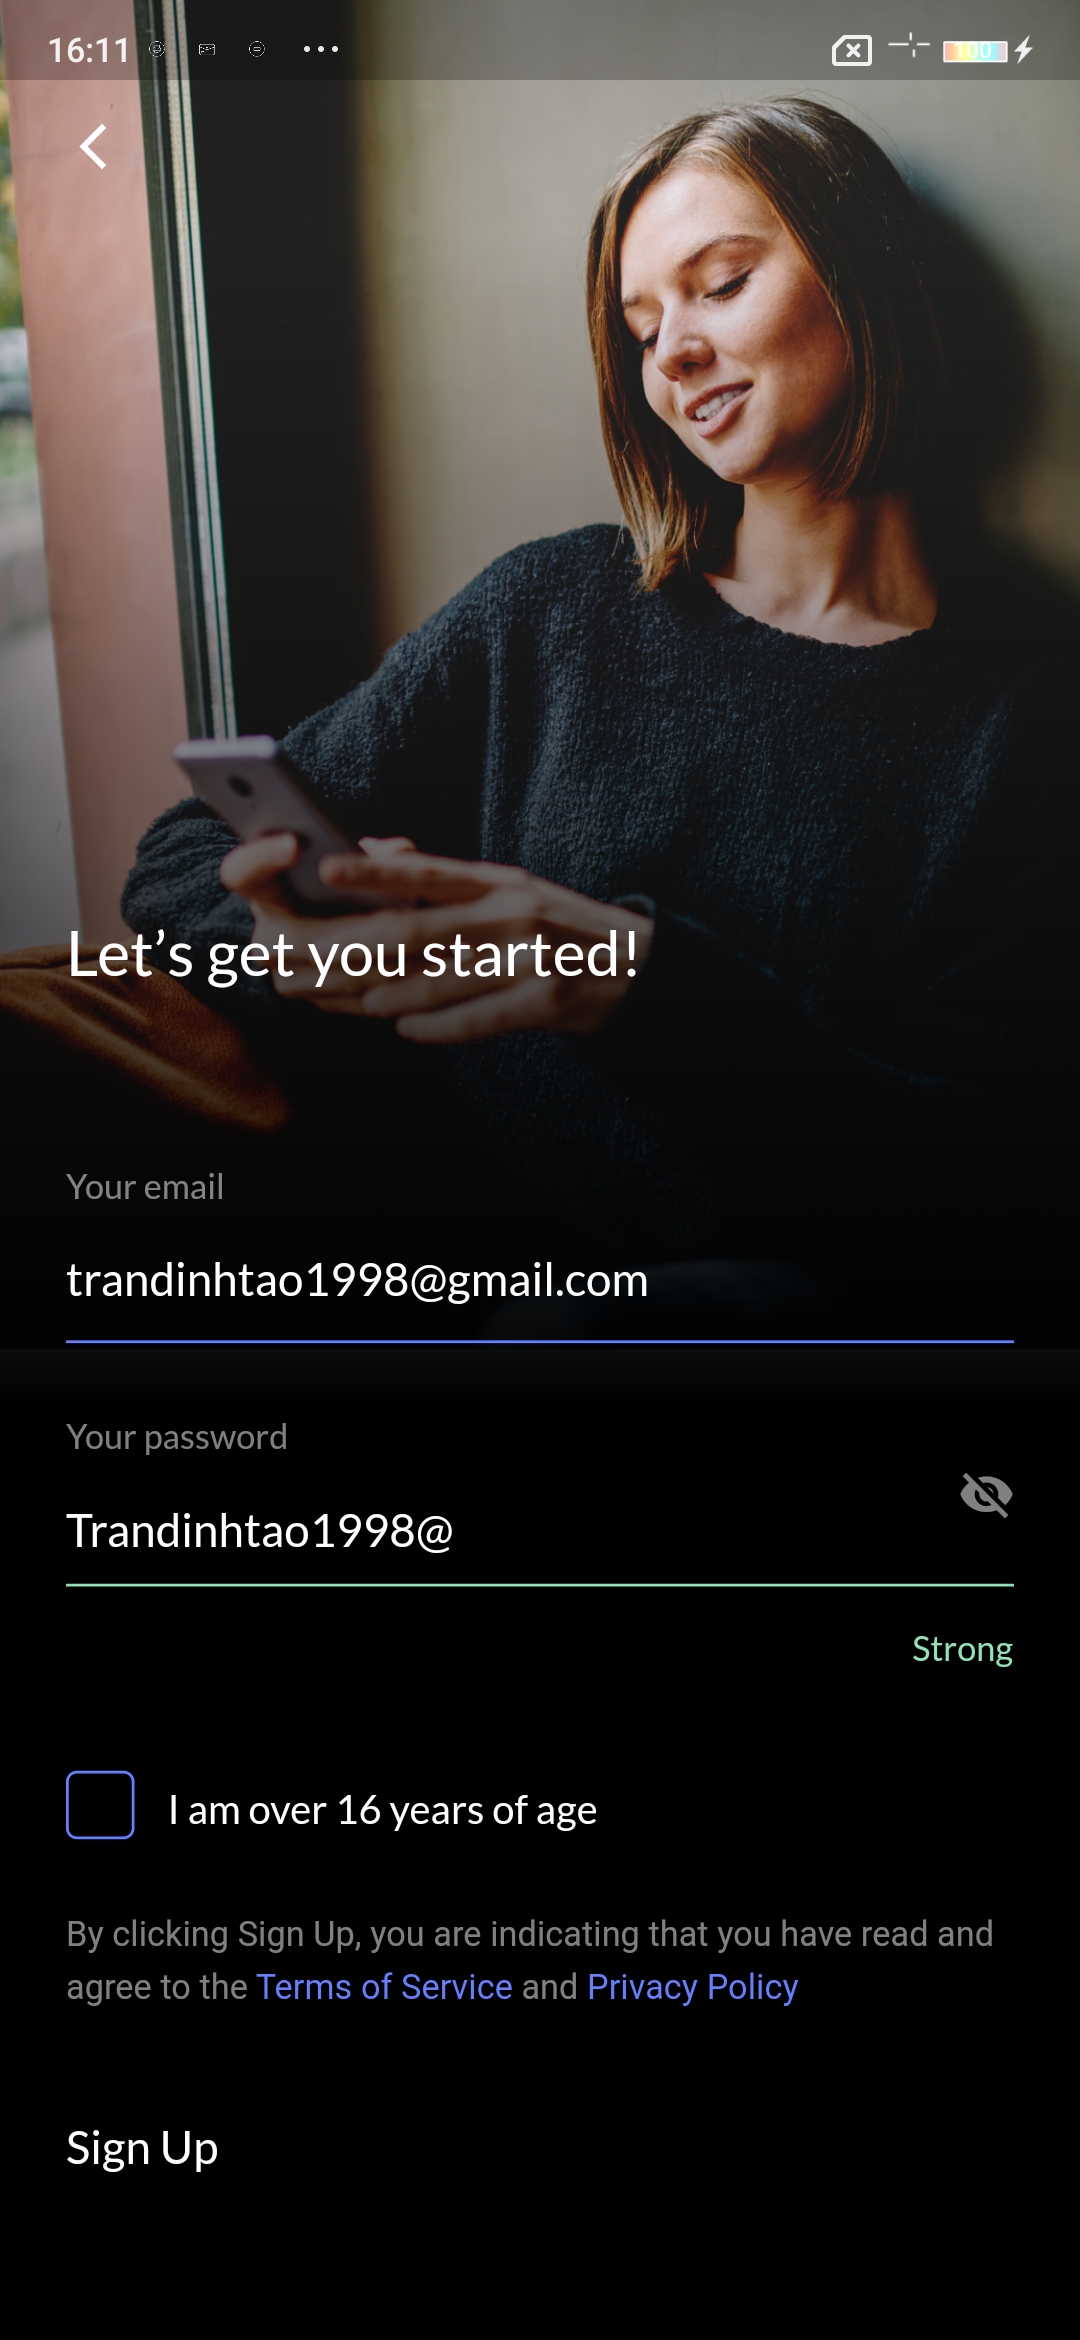 16:11
100
Let’s get you started!
Your email
trandinhtao1998@gmail.com
Your password
Trandinhtao1998@
Strong
I am over 16 years of age
By clicking Sign Up, you are indicating that you have read and
agree to the Terms of Service and Privacy Policy
Sign Up